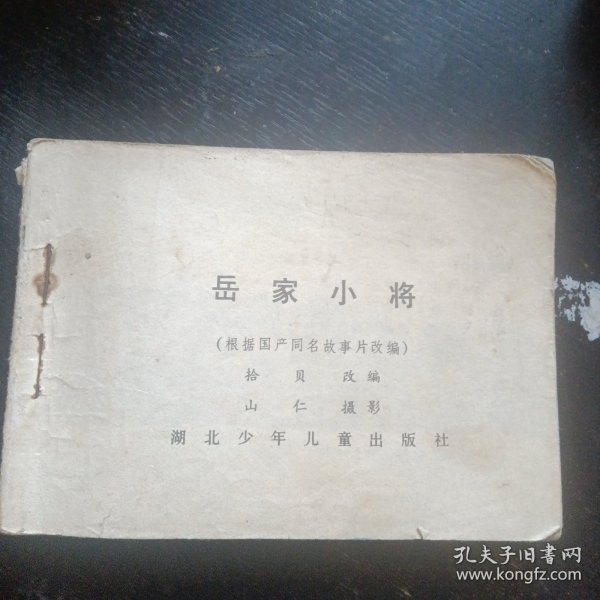 岳家小将
(根据国产同名故事片改编)
拾贝 改编
山仁 摄影
湖北少年儿童出版社
孔夫子旧书网
www.kongfz.com